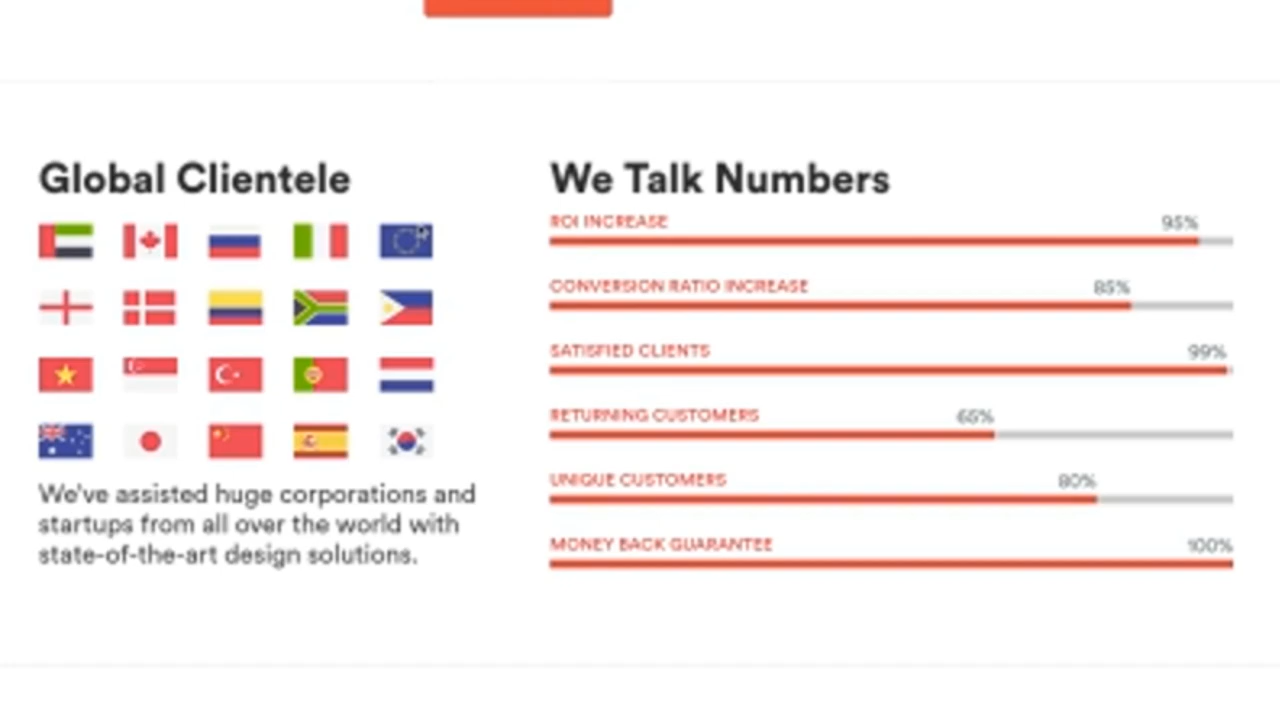 Global Clientele
We've assisted huge corporations and
startups from all over the world with
state-of-the-art design solutions.
We Talk Numbers
ROI INCREASE 95%
CONVERSION RATIO INCREASE 85%
SATISFIED CLIENTS 99%
RETURNING CUSTOMERS 65%
UNIQUE CUSTOMERS 80%
MONEY BACK GUARANTEE 100%